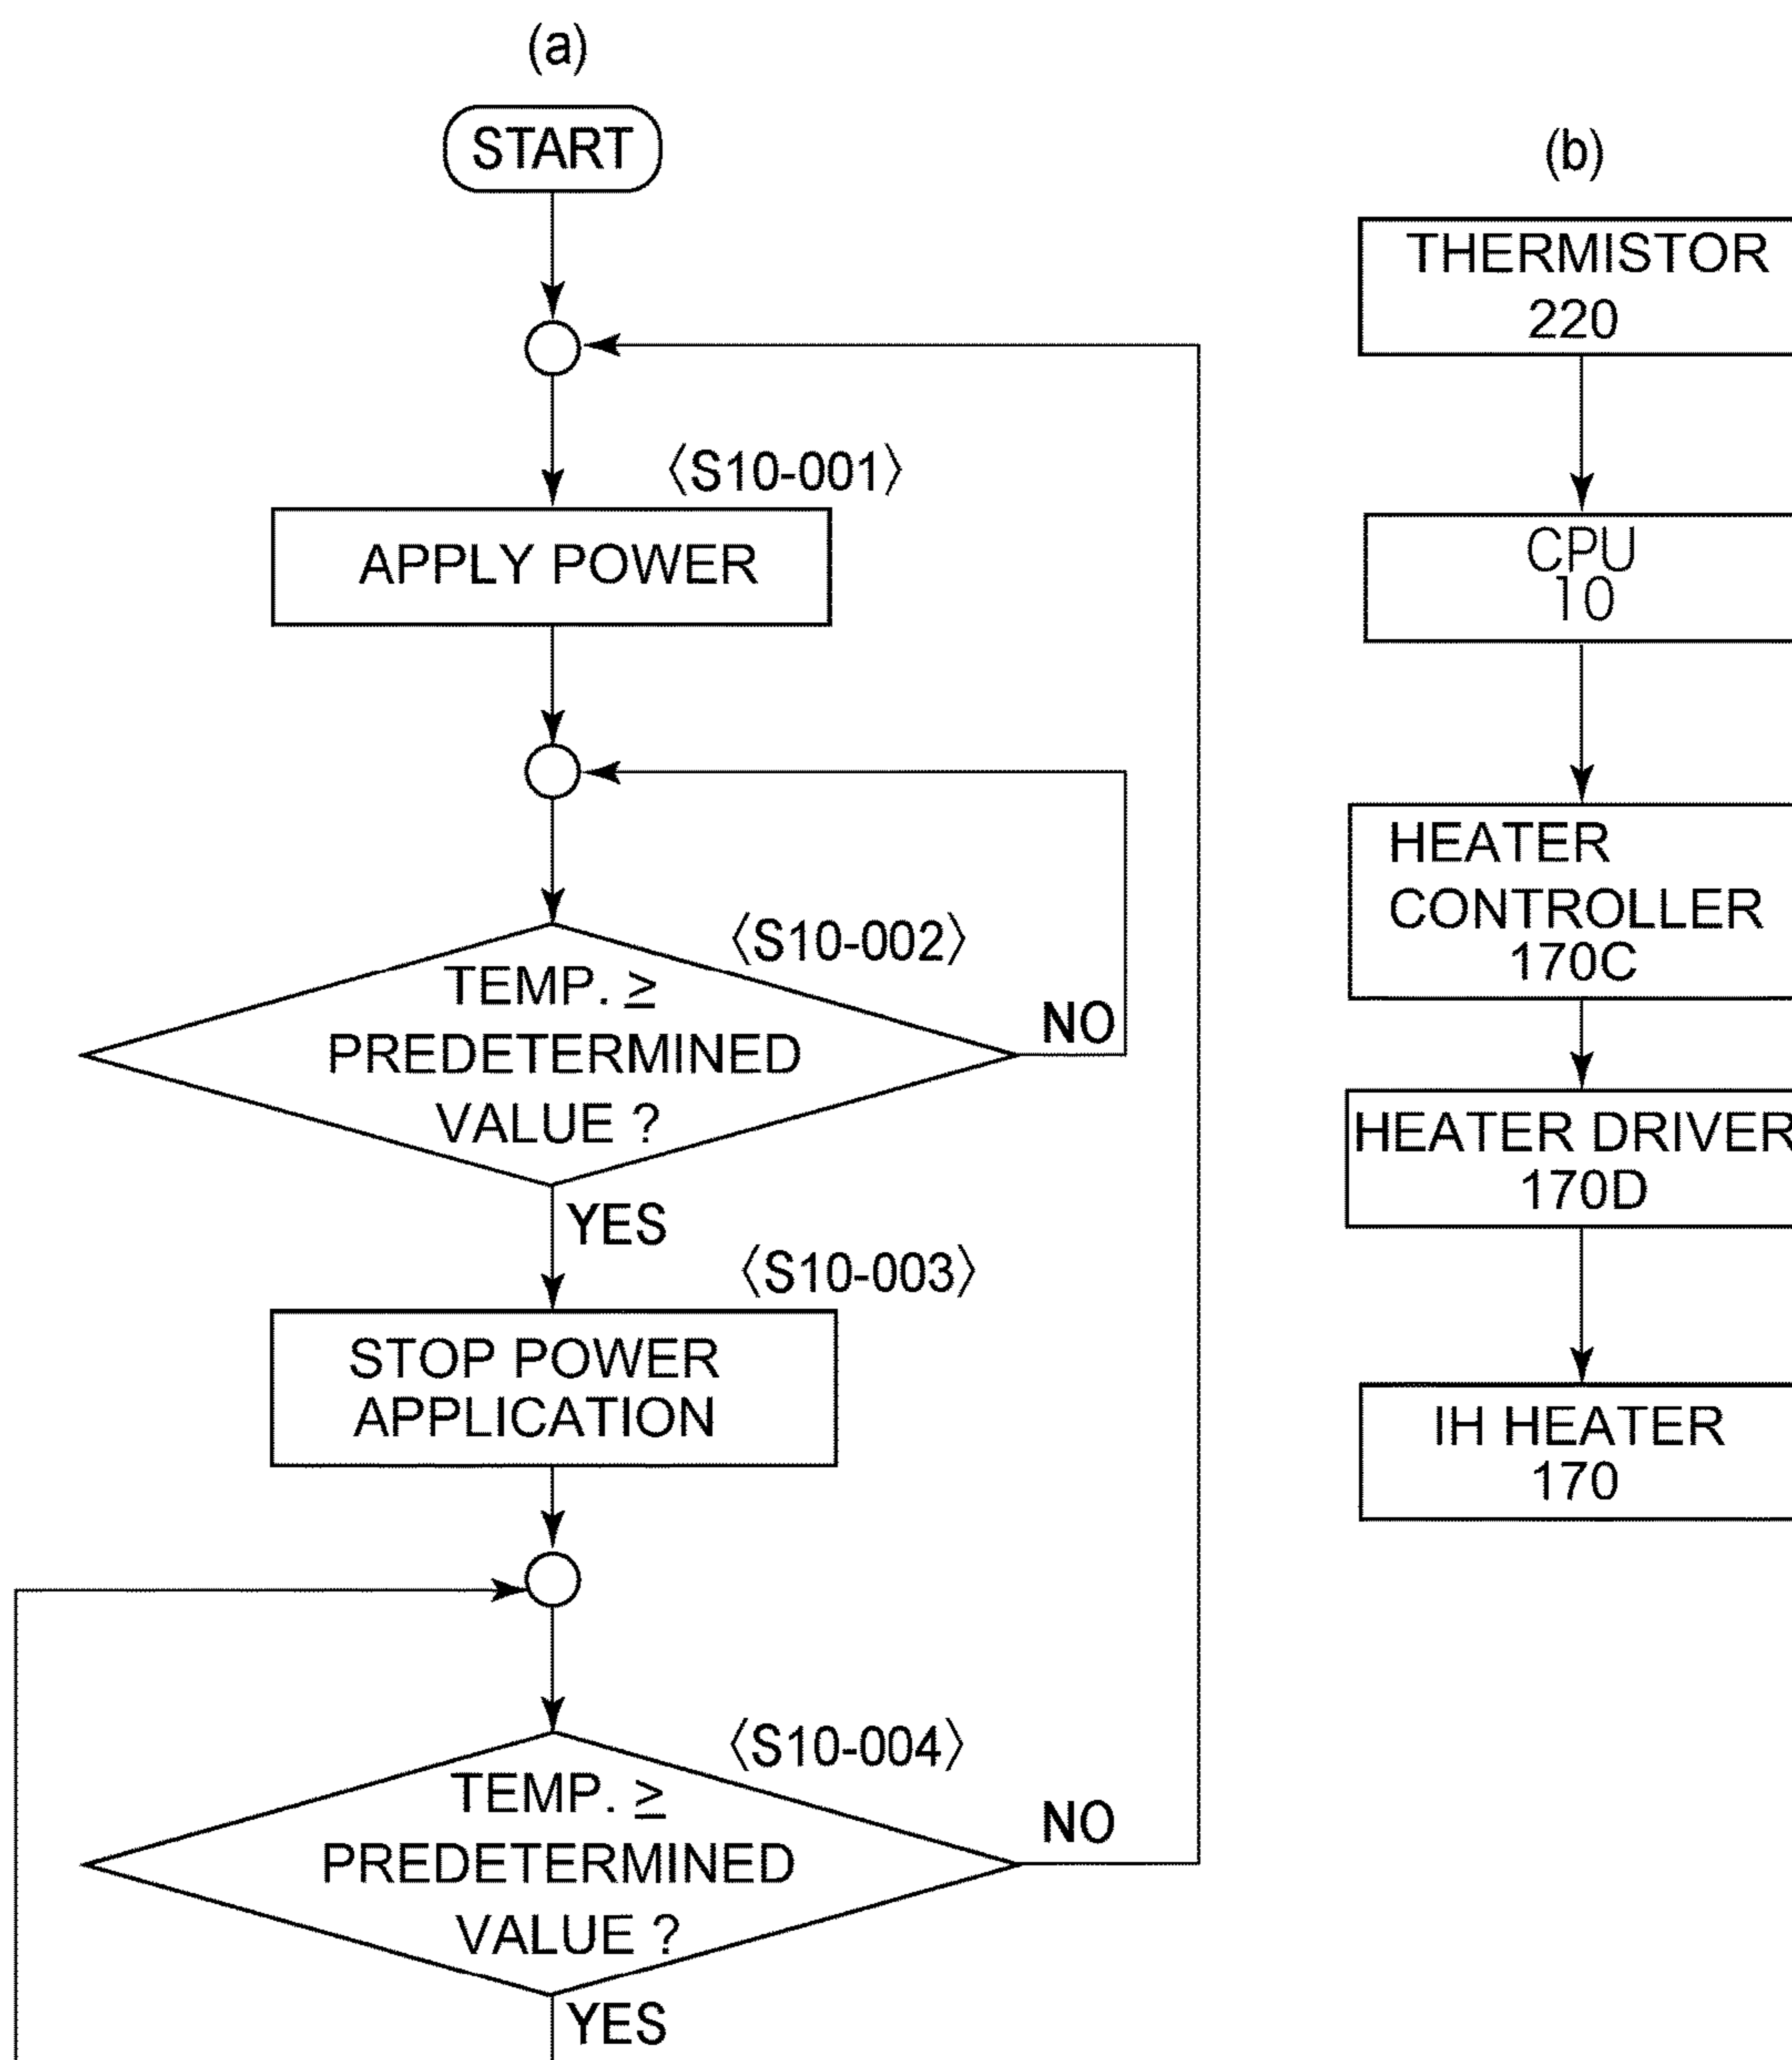 (a)
START
〈S10-001〉
APPLY POWER
〈S10-002〉
TEMP. ≥
PREDETERMINED
VALUE ?
NO
YES
〈S10-003〉
STOP POWER
APPLICATION
〈S10-004〉
TEMP. ≥
PREDETERMINED
VALUE ?
NO
YES
(b)
THERMISTOR
220
CPU
10
HEATER
CONTROLLER
170C
HEATER DRIVER
170D
IH HEATER
170